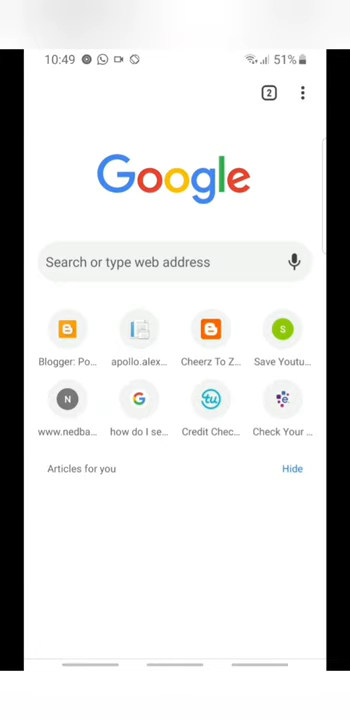 10:49 51%
2
Google
Search or type web address
Blogger: Po... apollo.alex... Cheerz To Z... Save Youtu...
www.nedba... how do I se... Credit Chec... Check Your ...
Articles for you Hide